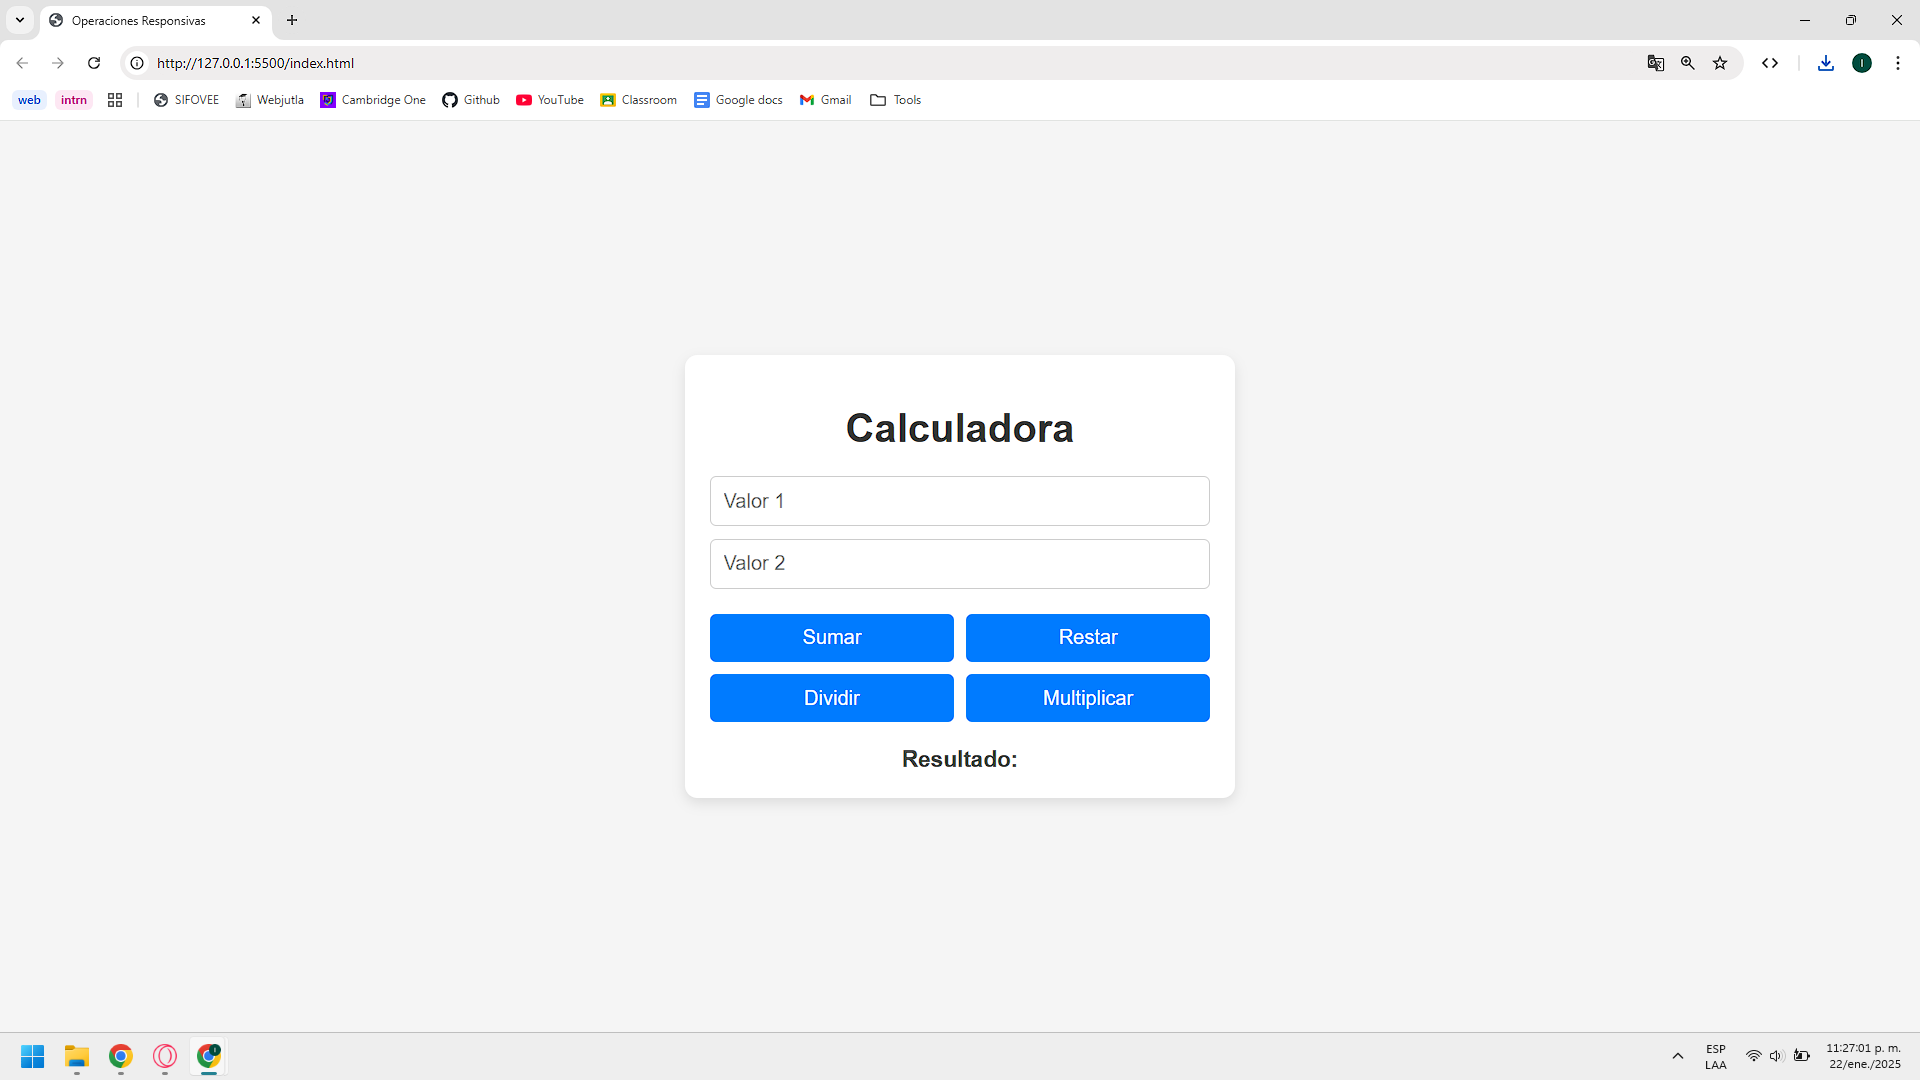 Operaciones Responsivas
http://127.0.0.1:5500/index.html
web intrn SIFOVEE Webjutla Cambridge One Github YouTube Classroom Google docs Gmail Tools
Calculadora
Valor 1
Valor 2
Sumar Restar
Dividir Multiplicar
Resultado:
ESP 11:27:01 p. m.
LAA 22/ene./2025